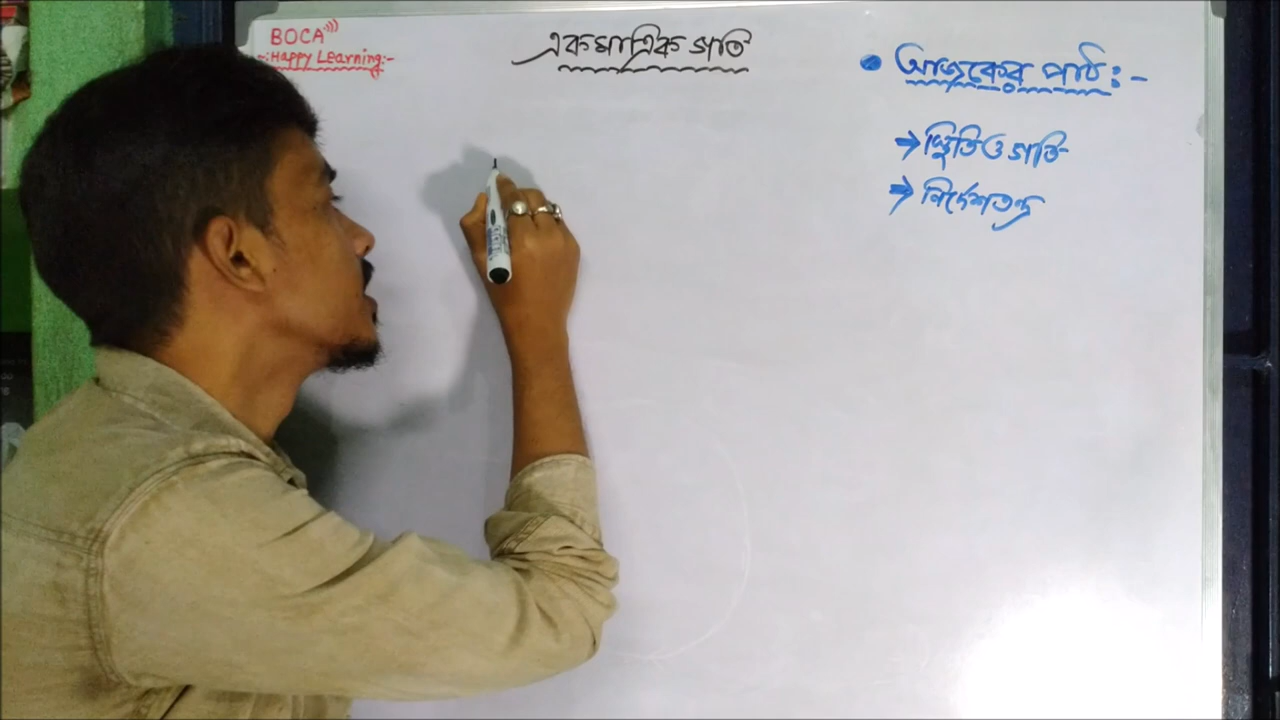 BOCA
-:Happy Learning:-
একমাত্রিক গতি
• আজকের পাঠ:-
→ স্থিতি ও গতি
→ নির্দেশতন্ত্র